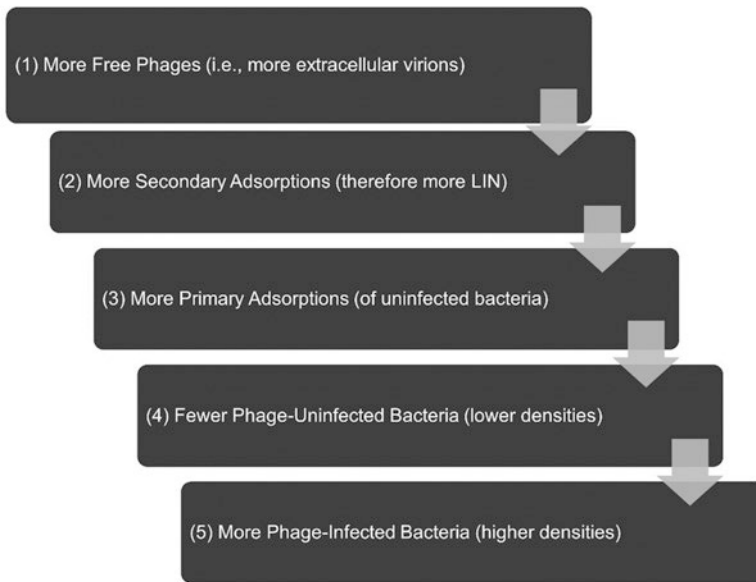 (1) More Free Phages (i.e., more extracellular virions)
(2) More Secondary Adsorptions (therefore more LIN)
(3) More Primary Adsorptions (of uninfected bacteria)
(4) Fewer Phage-Uninfected Bacteria (lower densities)
(5) More Phage-Infected Bacteria (higher densities)